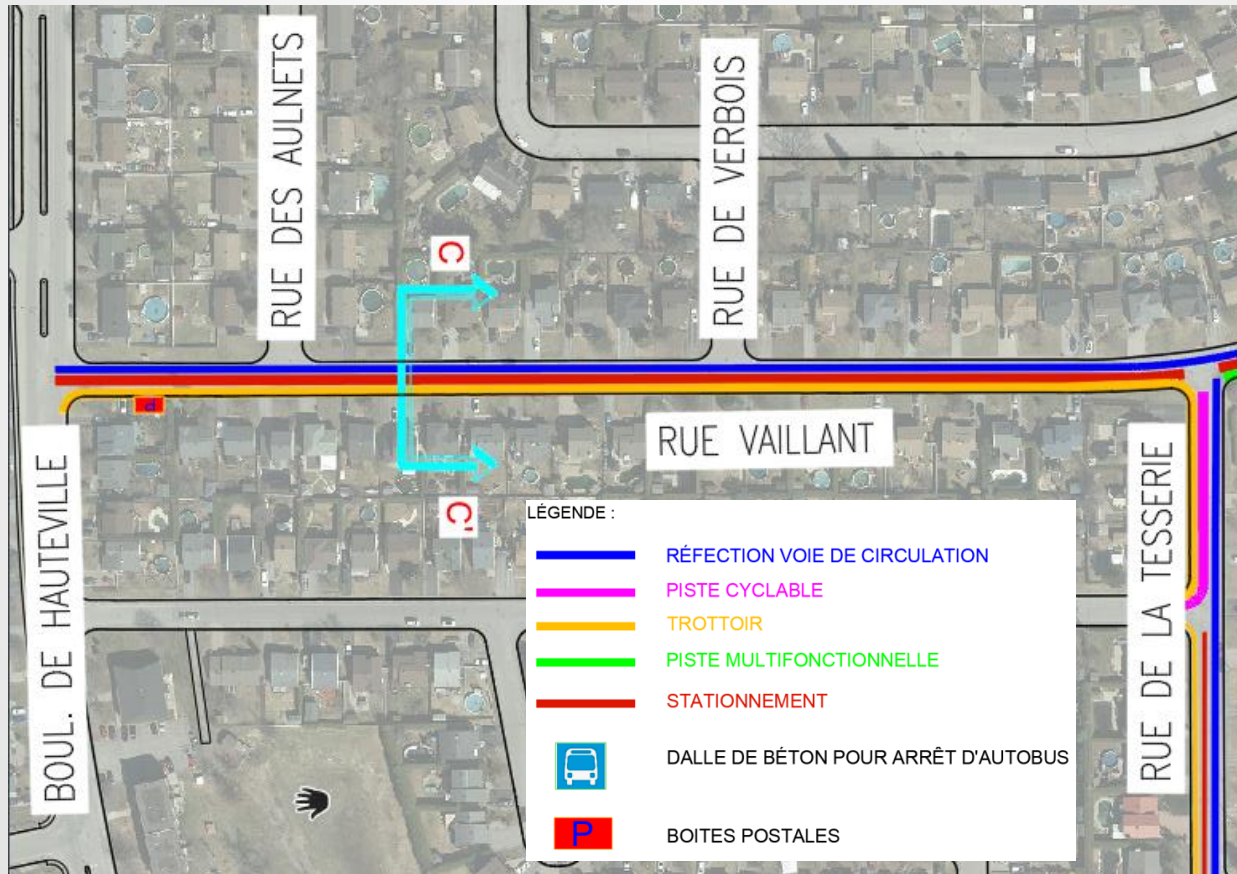 RUE DES AULNETS
RUE DE VERBOIS
C
P
RUE VAILLANT
C'
BOUL. DE HAUTEVILLE
RUE DE LA TESSERIE
LÉGENDE :
RÉFECTION VOIE DE CIRCULATION
PISTE CYCLABLE
TROTTOIR
PISTE MULTIFONCTIONNELLE
STATIONNEMENT
DALLE DE BÉTON POUR ARRÊT D'AUTOBUS
P
BOITES POSTALES